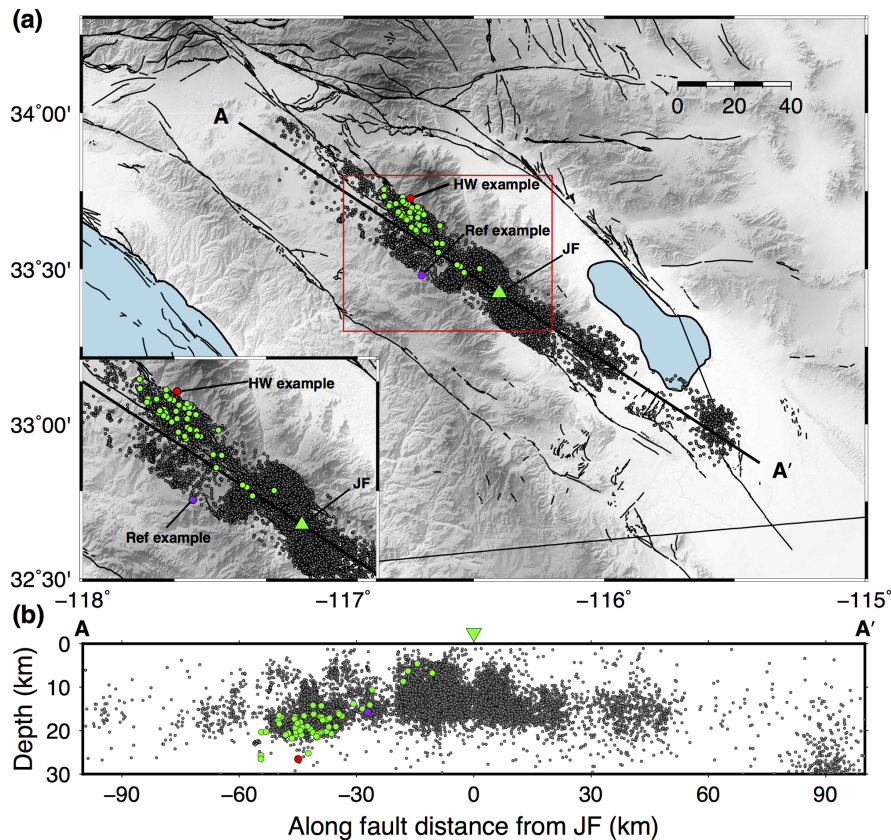 (a)
34˚00'
33˚30'
33˚00'
32˚30'
A
HW example
Ref example
JF
A'
0 20 40
HW example
JF
Ref example
−118˚ −117˚ −116˚ −115˚
(b)
A A'
Depth (km)
0
10
20
30
−90 −60 −30 0 30 60 90
Along fault distance from JF (km)